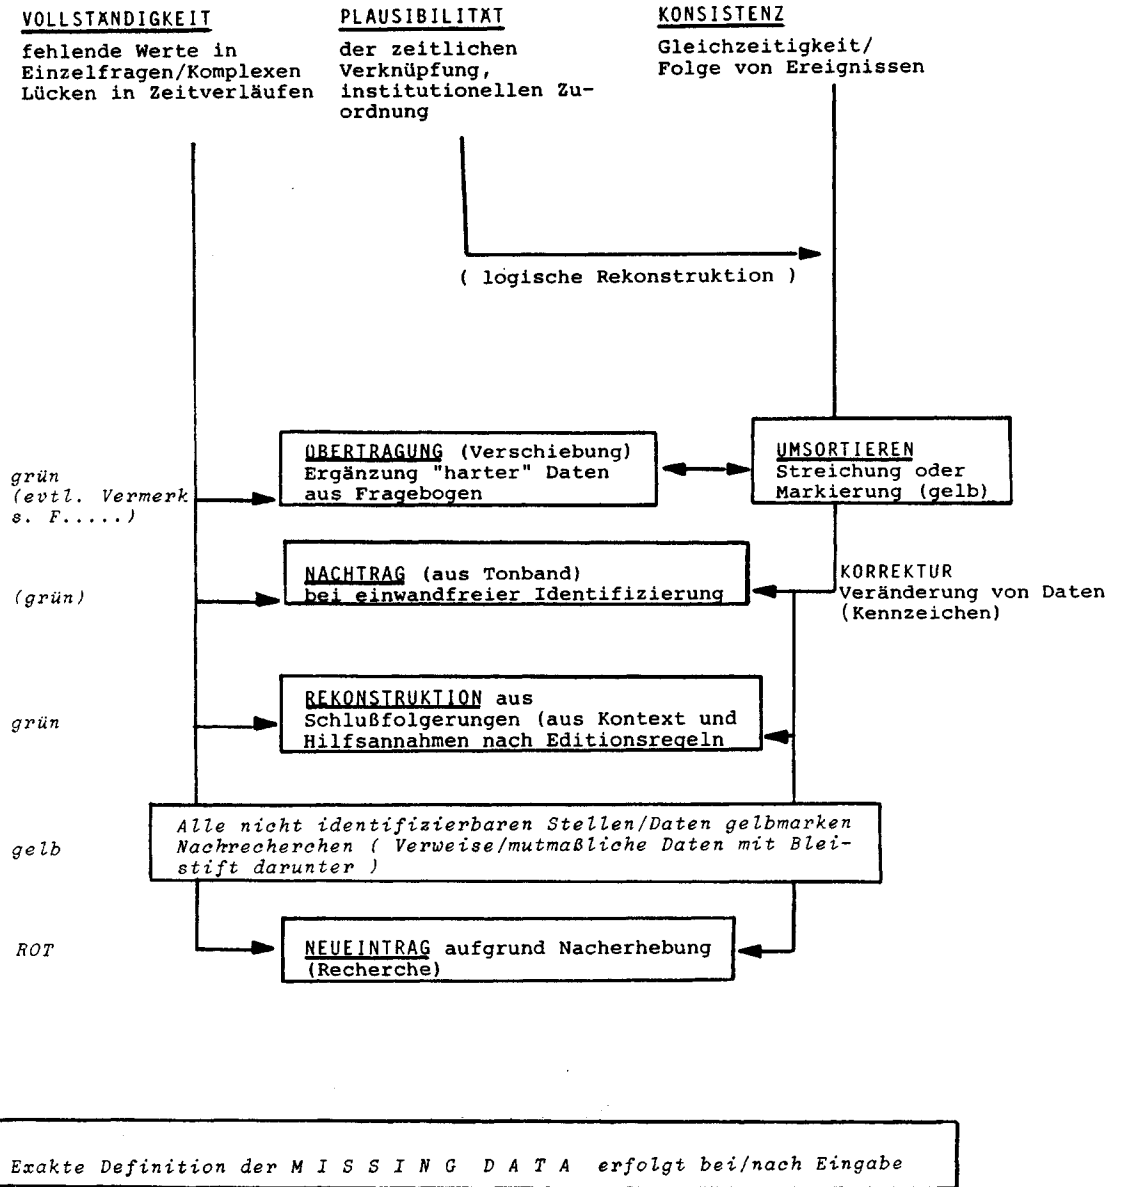 VOLLSTÄNDIGKEIT
fehlende Werte in
Einzelfragen/Komplexen
Lücken in Zeitverläufen
PLAUSIBILITÄT
der zeitlichen
Verknüpfung,
institutionellen Zu-
ordnung
KONSISTENZ
Gleichzeitigkeit/
Folge von Ereignissen
( logische Rekonstruktion )
grün
(evtl. Vermerk
s. F.....)
ÜBERTRAGUNG (Verschiebung)
Ergänzung "harter" Daten
aus Fragebogen
UMSORTIEREN
Streichung oder
Markierung (gelb)
(grün)
NACHTRAG (aus Tonband)
bei einwandfreier Identifizierung
KORREKTUR
Veränderung von Daten
(Kennzeichen)
grün
REKONSTRUKTION aus
Schlußfolgerungen (aus Kontext und
Hilfsannahmen nach Editionsregeln
gelb
Alle nicht identifizierbaren Stellen/Daten gelbmarken
Nachrecherchen ( Verweise/mutmaßliche Daten mit Blei-
stift darunter )
ROT
NEUEINTRAG aufgrund Nacherhebung
(Recherche)
Exakte Definition der M I S S I N G D A T A erfolgt bei/nach Eingabe